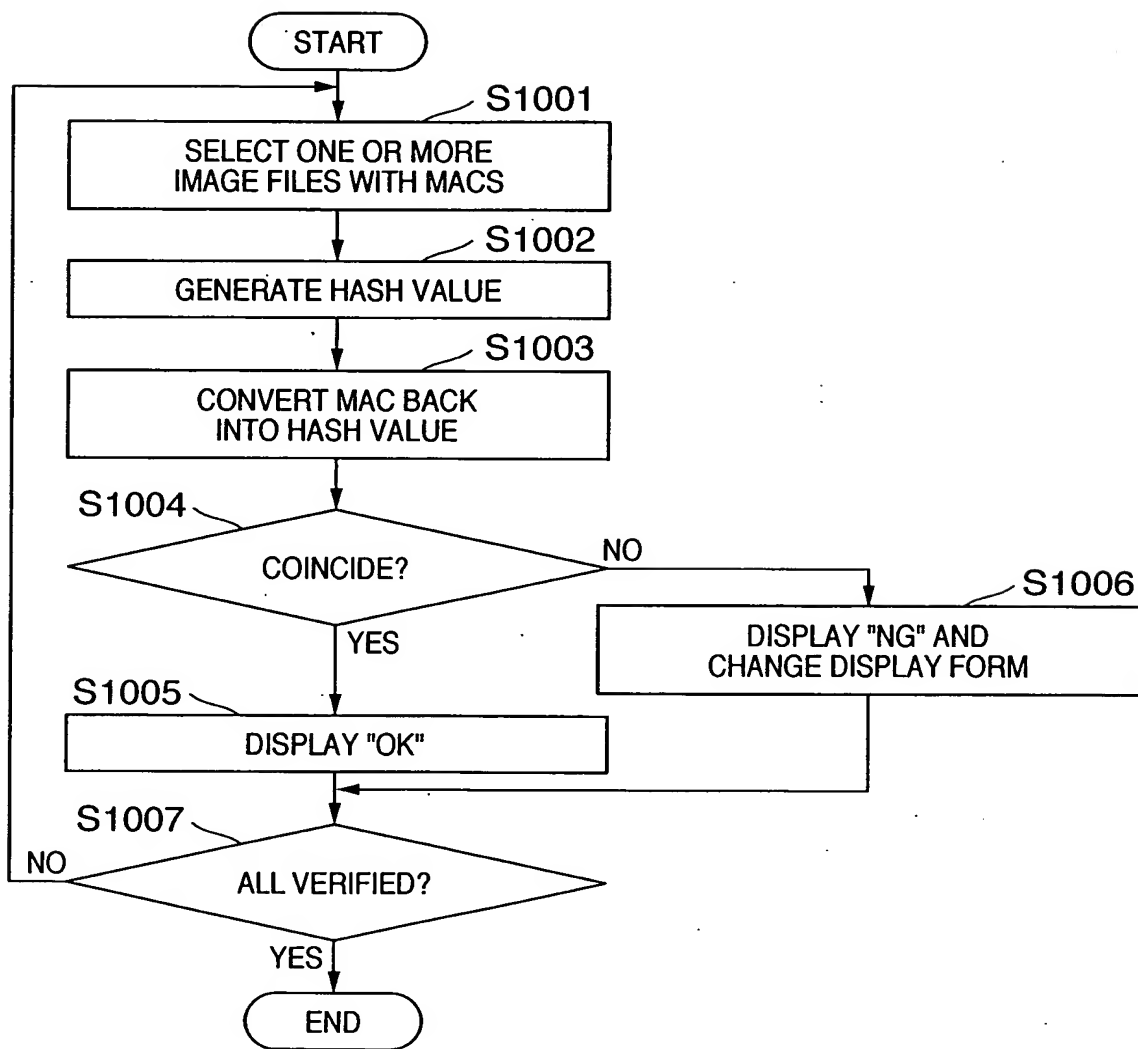 START
S1001
SELECT ONE OR MORE
IMAGE FILES WITH MACS
S1002
GENERATE HASH VALUE
S1003
CONVERT MAC BACK
INTO HASH VALUE
S1004
COINCIDE?
NO
S1006
DISPLAY "NG" AND
CHANGE DISPLAY FORM
YES
S1005
DISPLAY "OK"
S1007
NO
ALL VERIFIED?
YES
END